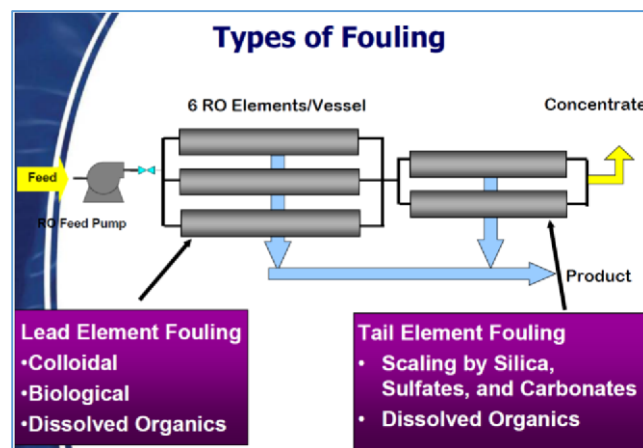 Types of Fouling
6 RO Elements/Vessel
Concentrate
Feed
RO Feed Pump
Product
Lead Element Fouling
•Colloidal
•Biological
•Dissolved Organics
Tail Element Fouling
• Scaling by Silica,
Sulfates, and Carbonates
• Dissolved Organics